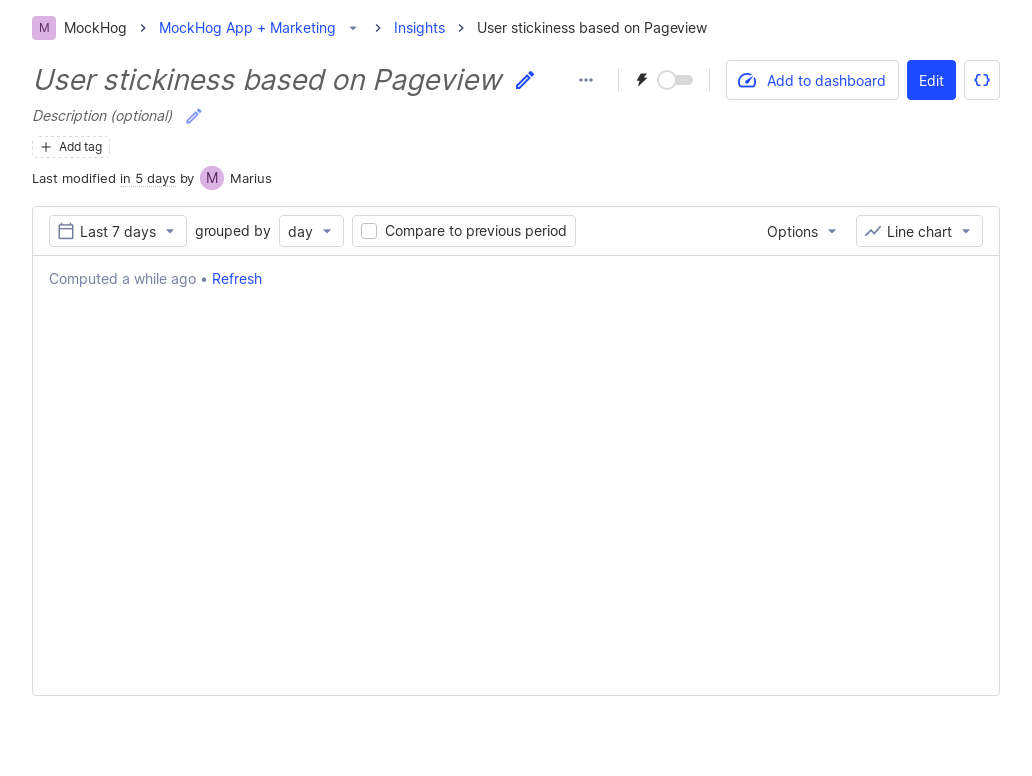 M MockHog MockHog App + Marketing Insights User stickiness based on Pageview
User stickiness based on Pageview Add to dashboard Edit {}
Description (optional)
+ Add tag
Last modified in 5 days by M Marius
Last 7 days grouped by day Compare to previous period Options Line chart
Computed a while ago • Refresh